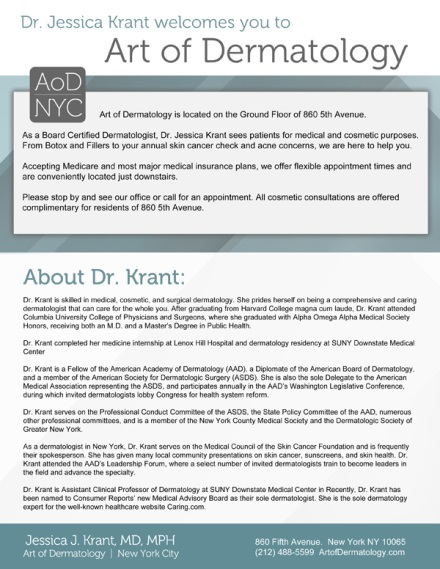 Dr. Jessica Krant welcomes you to
Art of Dermatology
AoD
NYC
Art of Dermatology is located on the Ground Floor of 860 5th Avenue.
As a Board Certified Dermatologist, Dr. Jessica Krant sees patients for medical and cosmetic purposes.
From Botox and Fillers to your annual skin cancer check and acne concerns, we are here to help you.
Accepting Medicare and most major medical insurance plans, we offer flexible appointment times and
are conveniently located just downstairs.
Please stop by and see our office or call for an appointment. All cosmetic consultations are offered
complimentary for residents of 860 5th Avenue.
About Dr. Krant:
Dr. Krant is skilled in medical, cosmetic, and surgical dermatology. She prides herself on being a comprehensive and caring
dermatologist that can care for the whole you. After graduating from Harvard College magna cum laude, Dr. Krant attended
Columbia University College of Physicians and Surgeons, where she graduated with Alpha Omega Alpha Medical Society
Honors, receiving both an M.D. and a Master's Degree in Public Health.
Dr. Krant completed her medicine internship at Lenox Hill Hospital and dermatology residency at SUNY Downstate Medical
Center
Dr. Krant is a Fellow of the American Academy of Dermatology (AAD), a Diplomate of the American Board of Dermatology,
and a member of the American Society for Dermatologic Surgery (ASDS). She is also the sole Delegate to the American
Medical Association representing the ASDS, and participates annually in the AAD's Washington Legislative Conference,
during which invited dermatologists lobby Congress for health system reform.
Dr. Krant serves on the Professional Conduct Committee of the ASDS, the State Policy Committee of the AAD, numerous
other professional committees, and is a member of the New York County Medical Society and the Dermatologic Society of
Greater New York.
As a dermatologist in New York, Dr. Krant serves on the Medical Council of the Skin Cancer Foundation and is frequently
their spokesperson. She has given many local community presentations on skin cancer, sunscreens, and skin health. Dr.
Krant attended the AAD's Leadership Forum, where a select number of invited dermatologists train to become leaders in
the field and advance the specialty.
Dr. Krant is Assistant Clinical Professor of Dermatology at SUNY Downstate Medical Center in Recently, Dr. Krant has
been named to Consumer Reports' new Medical Advisory Board as their sole dermatologist. She is the sole dermatology
expert for the well-known healthcare website Caring.com.
Jessica J. Krant, MD, MPH
Art of Dermatology | New York City
860 Fifth Avenue. New York NY 10065
(212) 488-5599 ArtofDermatology.com